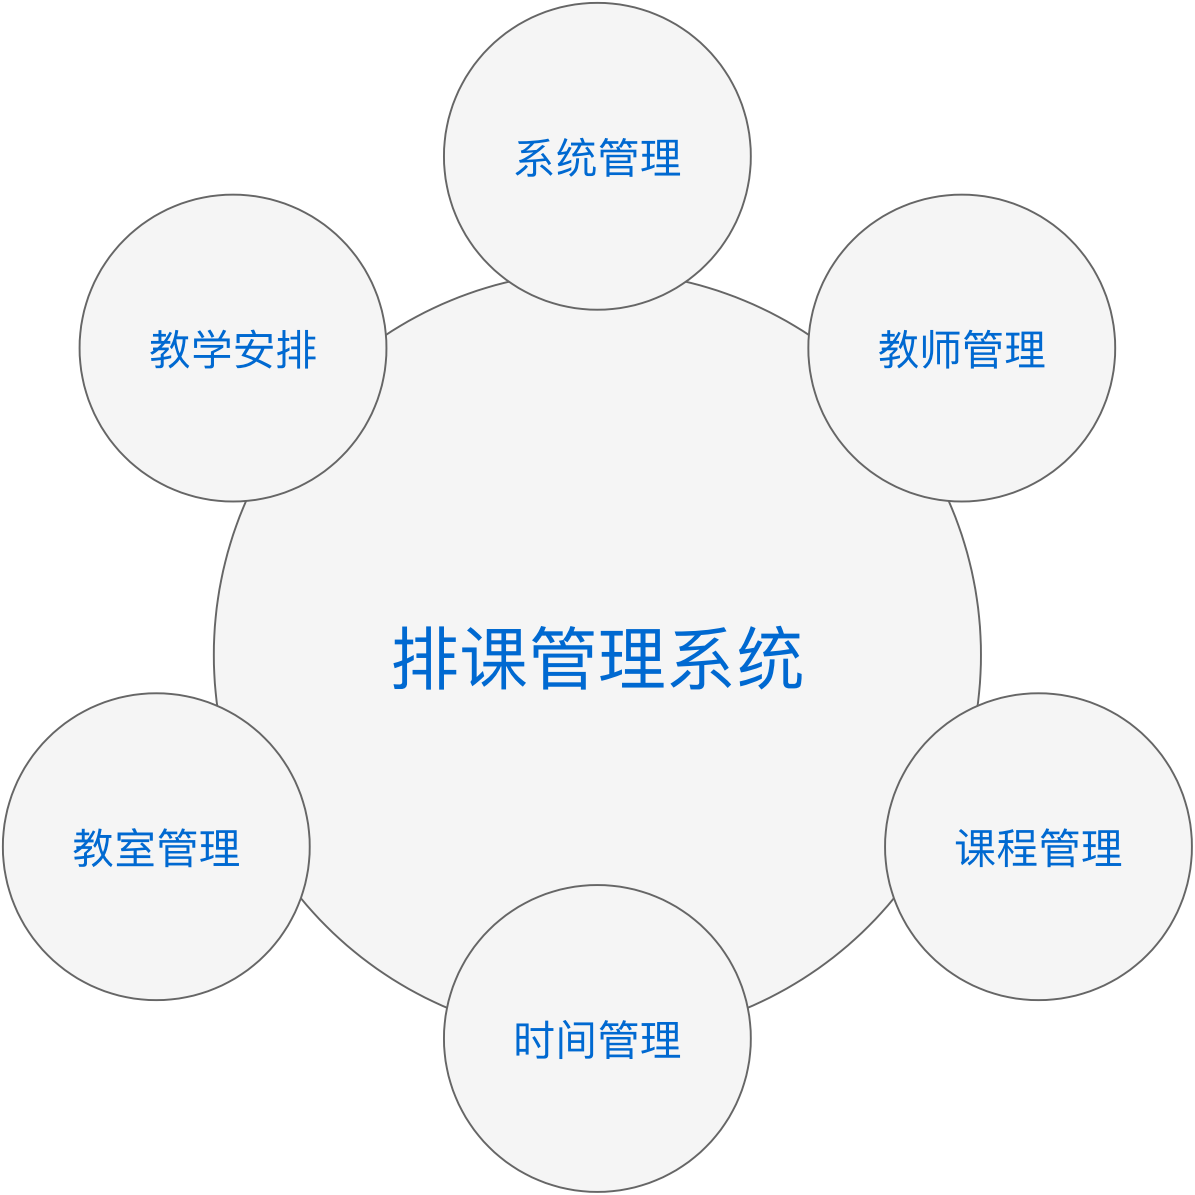 系统管理
教学安排
教师管理
排课管理系统
教室管理
课程管理
时间管理